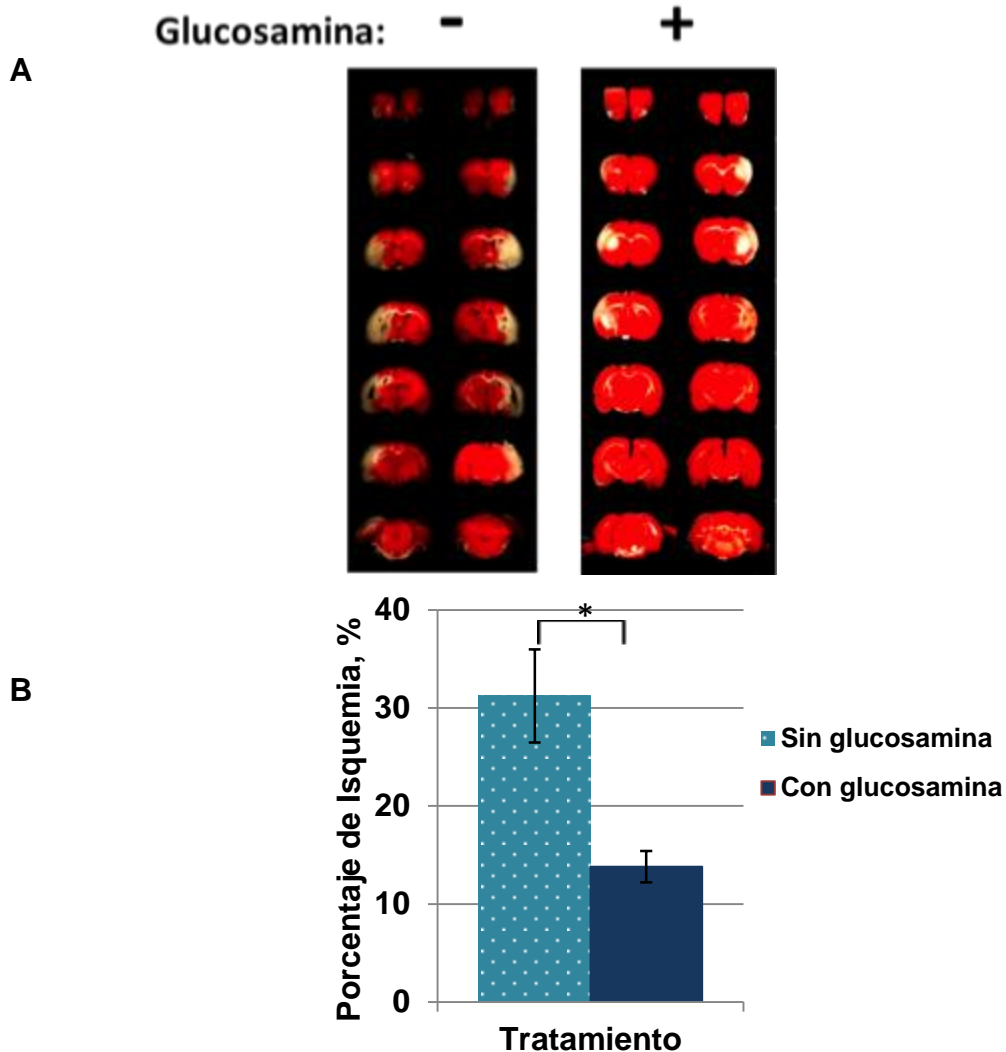 Glucosamina: - +
A
B
40
30
20
10
0
*
Porcentaje de Isquemia, %
Sin glucosamina
Con glucosamina
Tratamiento